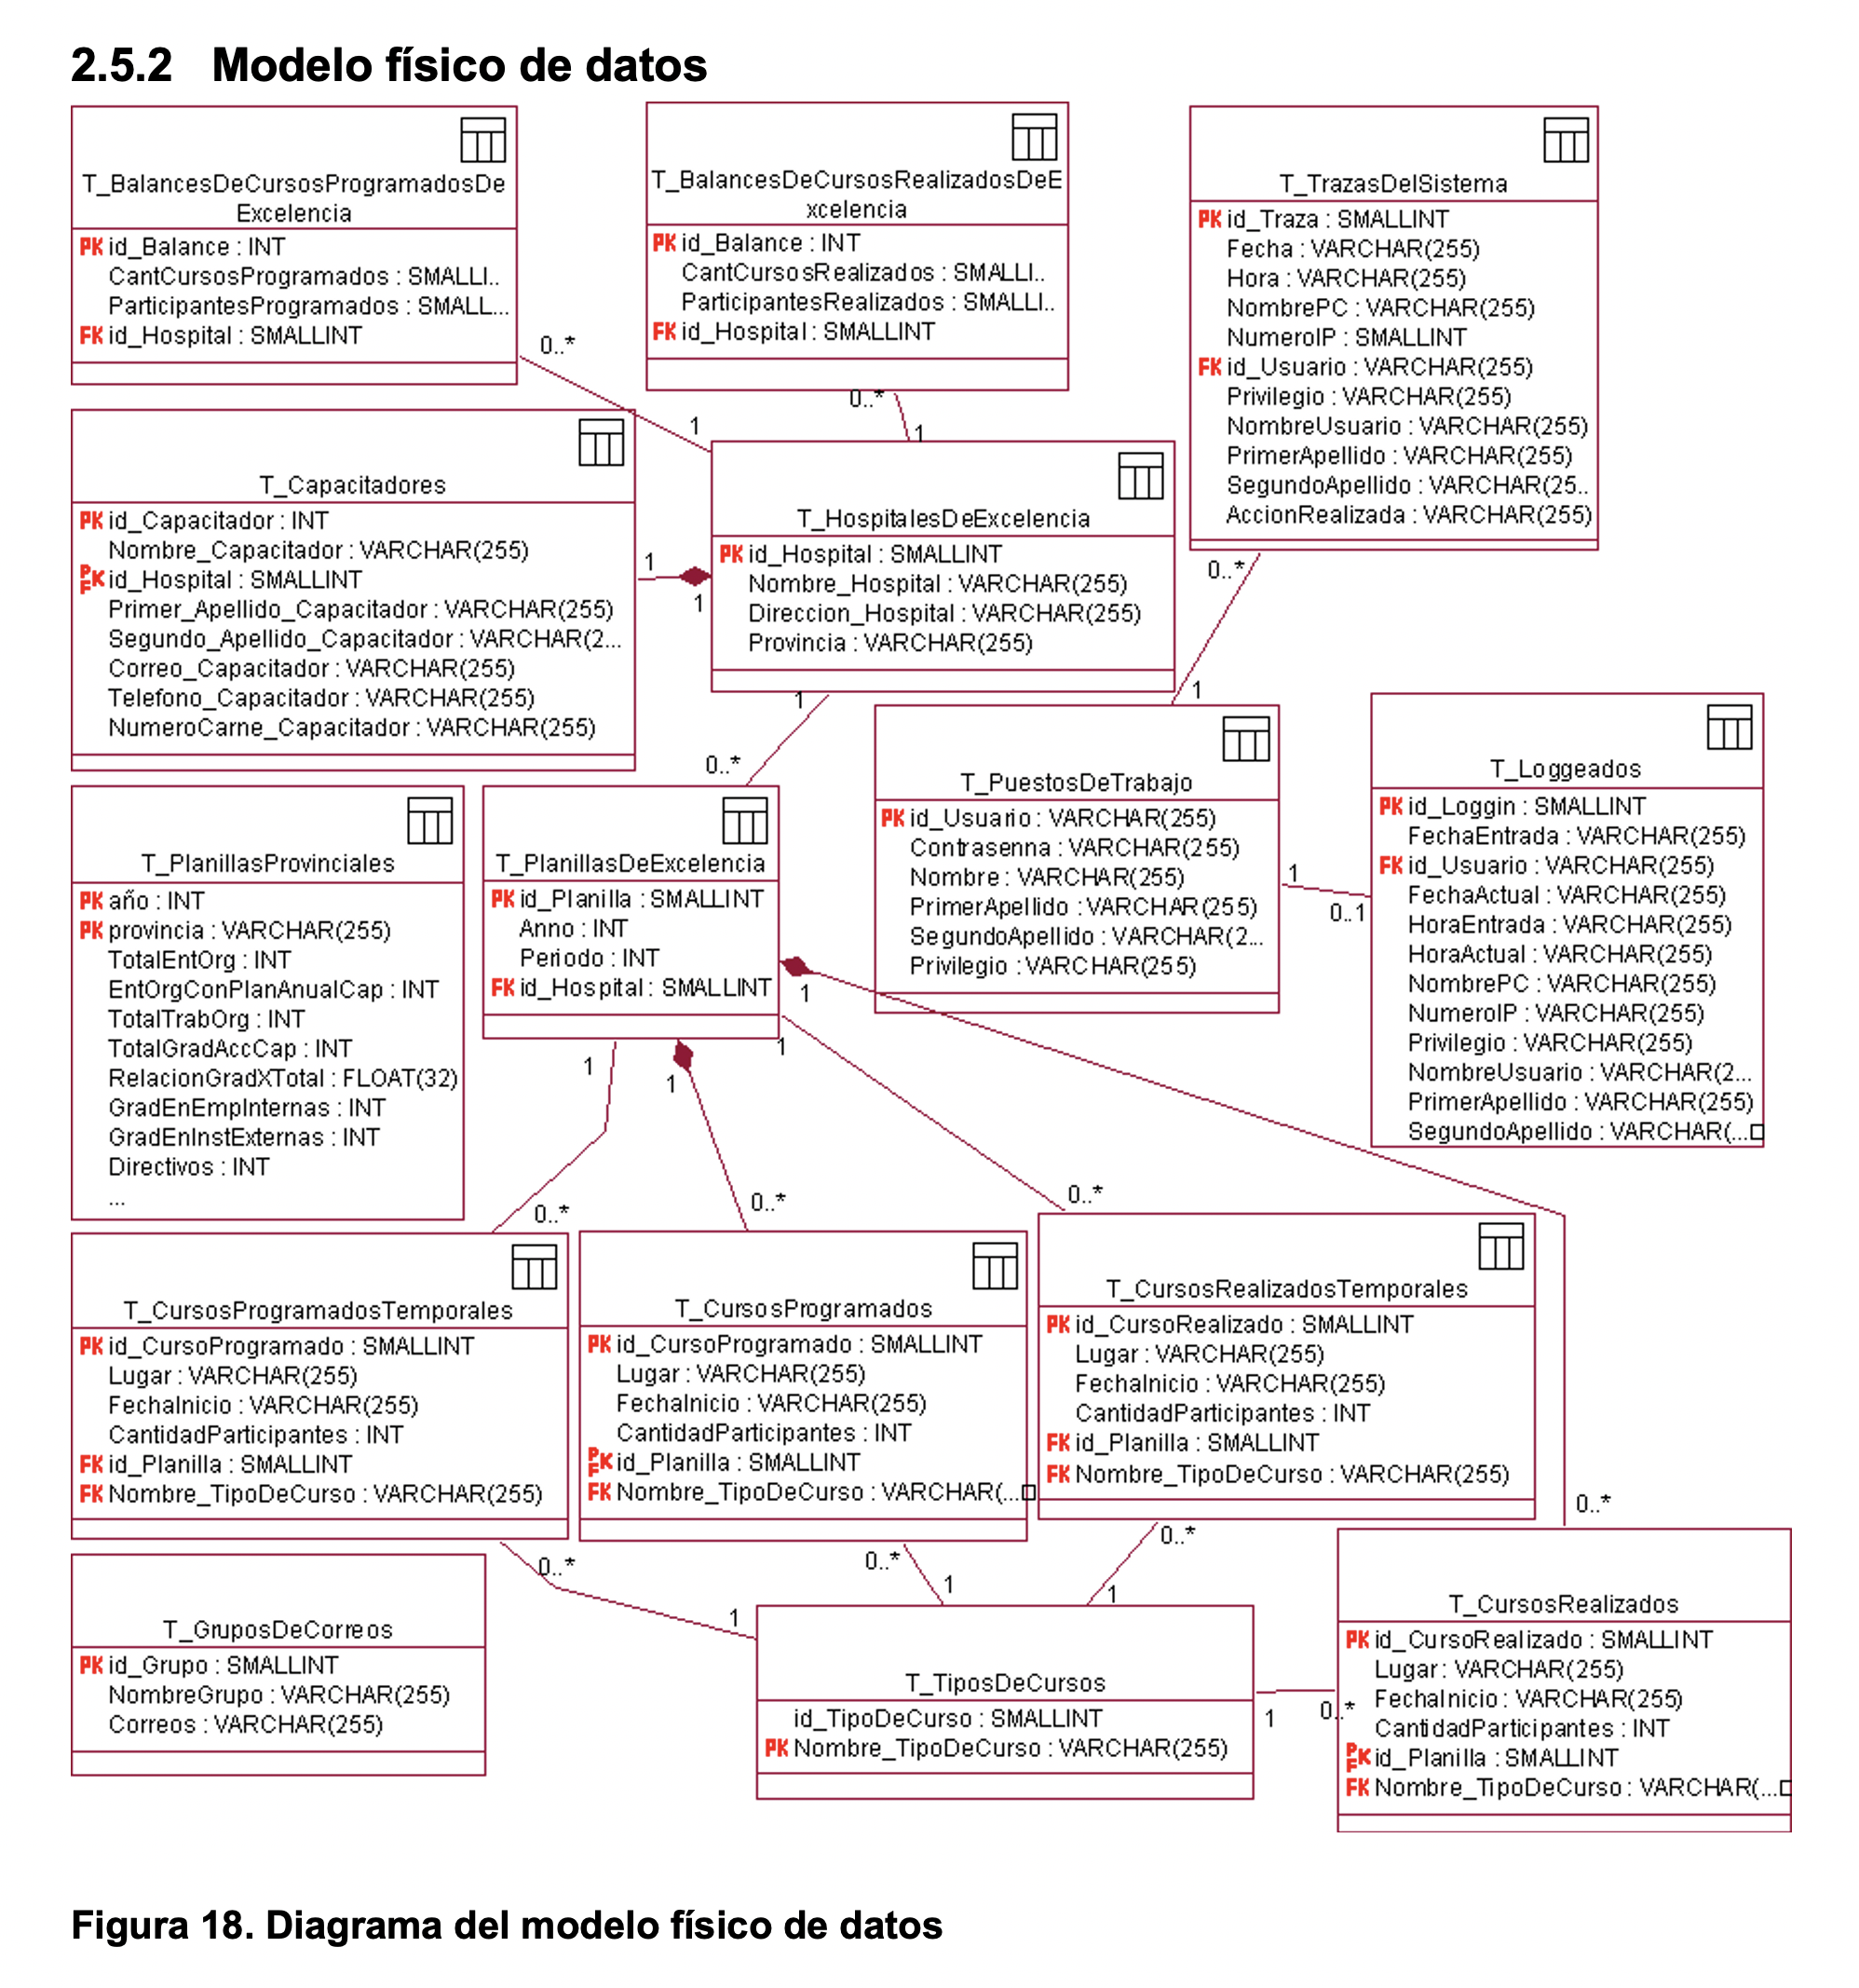 2.5.2 Modelo físico de datos
T_BalancesDeCursosProgramadosDe
Excelencia
PK id_Balance : INT
CantCursosProgramados : SMALLI..
ParticipantesProgramados : SMALL...
FK id_Hospital : SMALLINT
T_BalancesDeCursosRealizadosDeE
xcelencia
PK id_Balance : INT
CantCursosRealizados : SMALLI..
ParticipantesRealizados : SMALLI..
FK id_Hospital : SMALLINT
T_TrazasDelSistema
PK id_Traza : SMALLINT
Fecha : VARCHAR(255)
Hora : VARCHAR(255)
NombrePC : VARCHAR(255)
NumeroIP : SMALLINT
FK id_Usuario : VARCHAR(255)
Privilegio : VARCHAR(255)
NombreUsuario : VARCHAR(255)
PrimerApellido : VARCHAR(255)
SegundoApellido : VARCHAR(25..
AccionRealizada : VARCHAR(255)
0..*
1
0..*
1
T_Capacitadores
PK id_Capacitador : INT
Nombre_Capacitador : VARCHAR(255)
PFK id_Hospital : SMALLINT
Primer_Apellido_Capacitador : VARCHAR(255)
Segundo_Apellido_Capacitador : VARCHAR(2...
Correo_Capacitador : VARCHAR(255)
Telefono_Capacitador : VARCHAR(255)
NumeroCarne_Capacitador : VARCHAR(255)
1
1
T_HospitalesDeExcelencia
PK id_Hospital : SMALLINT
Nombre_Hospital : VARCHAR(255)
Direccion_Hospital : VARCHAR(255)
Provincia : VARCHAR(255)
0..*
1
1
0..*
T_PlanillasProvinciales
PK año : INT
PK provincia : VARCHAR(255)
TotalEntOrg : INT
EntOrgConPlanAnualCap : INT
TotalTrabOrg : INT
TotalGradAccCap : INT
RelacionGradXTotal : FLOAT(32)
GradEnEmpInternas : INT
GradEnInstExternas : INT
Directivos : INT
...
T_PlanillasDeExcelencia
PK id_Planilla : SMALLINT
Anno : INT
Periodo : INT
FK id_Hospital : SMALLINT
T_PuestosDeTrabajo
PK id_Usuario : VARCHAR(255)
Contrasenna : VARCHAR(255)
Nombre : VARCHAR(255)
PrimerApellido : VARCHAR(255)
SegundoApellido : VARCHAR(2...
Privilegio : VARCHAR(255)
1
0..1
T_Loggeados
PK id_Loggin : SMALLINT
FechaEntrada : VARCHAR(255)
FK id_Usuario : VARCHAR(255)
FechaActual : VARCHAR(255)
HoraEntrada : VARCHAR(255)
HoraActual : VARCHAR(255)
NombrePC : VARCHAR(255)
NumeroIP : VARCHAR(255)
Privilegio : VARCHAR(255)
NombreUsuario : VARCHAR(2...
PrimerApellido : VARCHAR(255)
SegundoApellido : VARCHAR(...
1
1
1
1
0..*
0..*
0..*
0..*
T_CursosProgramadosTemporales
PK id_CursoProgramado : SMALLINT
Lugar : VARCHAR(255)
FechaInicio : VARCHAR(255)
CantidadParticipantes : INT
FK id_Planilla : SMALLINT
FK Nombre_TipoDeCurso : VARCHAR(255)
T_CursosProgramados
PK id_CursoProgramado : SMALLINT
Lugar : VARCHAR(255)
FechaInicio : VARCHAR(255)
CantidadParticipantes : INT
PFK id_Planilla : SMALLINT
FK Nombre_TipoDeCurso : VARCHAR(...
T_CursosRealizadosTemporales
PK id_CursoRealizado : SMALLINT
Lugar : VARCHAR(255)
FechaInicio : VARCHAR(255)
CantidadParticipantes : INT
FK id_Planilla : SMALLINT
FK Nombre_TipoDeCurso : VARCHAR(255)
0..*
1
0..*
1
0..*
1
T_GruposDeCorreos
PK id_Grupo : SMALLINT
NombreGrupo : VARCHAR(255)
Correos : VARCHAR(255)
T_TiposDeCursos
id_TipoDeCurso : SMALLINT
PK Nombre_TipoDeCurso : VARCHAR(255)
1
0..*
T_CursosRealizados
PK id_CursoRealizado : SMALLINT
Lugar : VARCHAR(255)
FechaInicio : VARCHAR(255)
CantidadParticipantes : INT
PFK id_Planilla : SMALLINT
FK Nombre_TipoDeCurso : VARCHAR(...
Figura 18. Diagrama del modelo físico de datos